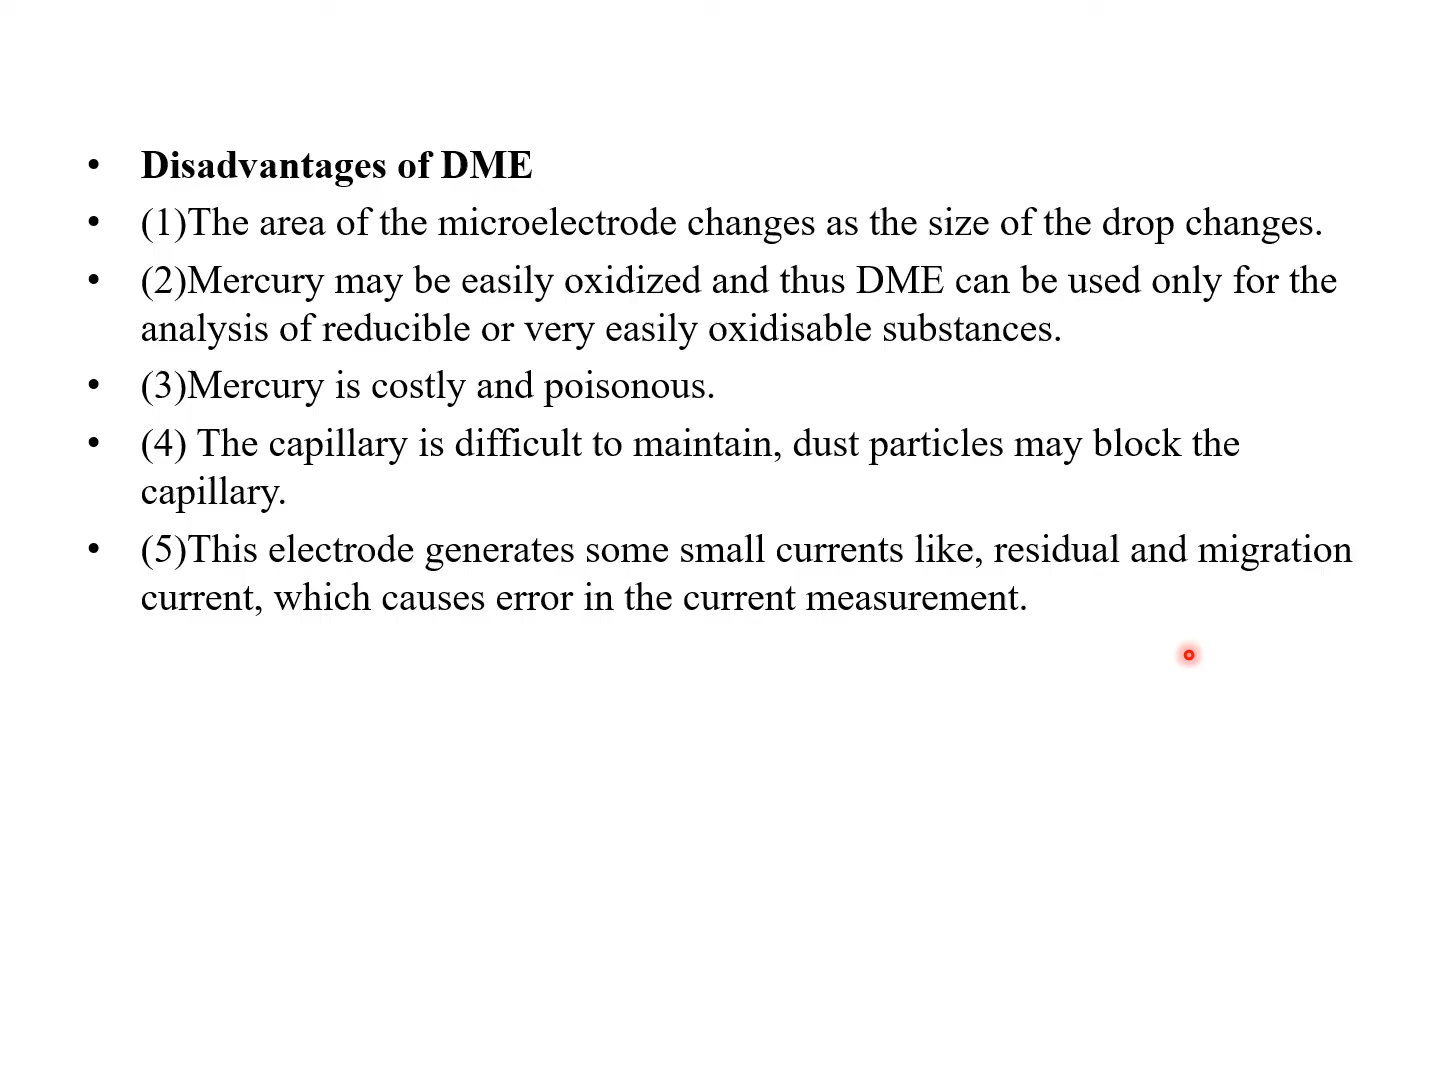 • Disadvantages of DME
• (1)The area of the microelectrode changes as the size of the drop changes.
• (2)Mercury may be easily oxidized and thus DME can be used only for the
analysis of reducible or very easily oxidisable substances.
• (3)Mercury is costly and poisonous.
• (4) The capillary is difficult to maintain, dust particles may block the
capillary.
• (5)This electrode generates some small currents like, residual and migration
current, which causes error in the current measurement.